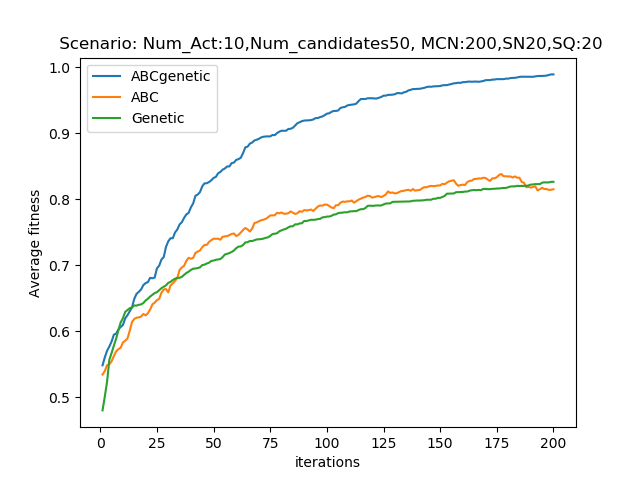 Scenario: Num_Act:10,Num_candidates50, MCN:200,SN20,SQ:20
ABCgenetic
ABC
Genetic
1.0
0.9
0.8
0.7
0.6
0.5
Average fitness
0 25 50 75 100 125 150 175 200
iterations